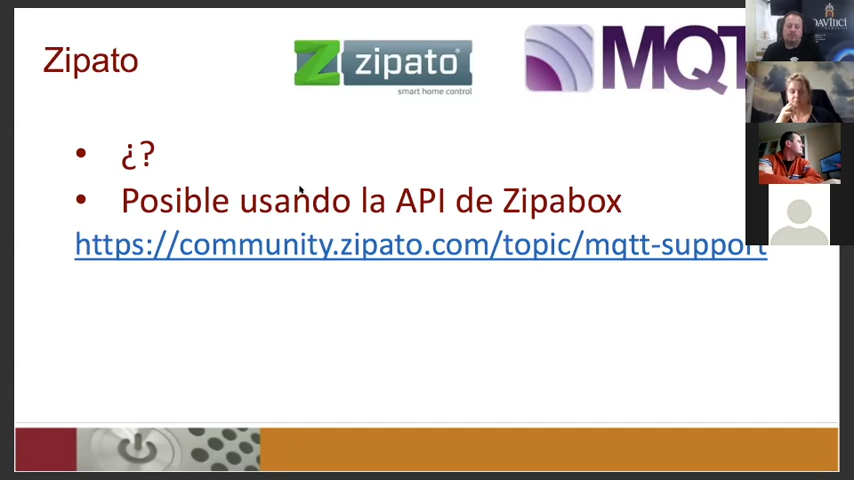 Zipato
zipato
smart home control
MQT
DAVINCI
• ¿?
• Posible usando la API de Zipabox
https://community.zipato.com/topic/mqtt-support